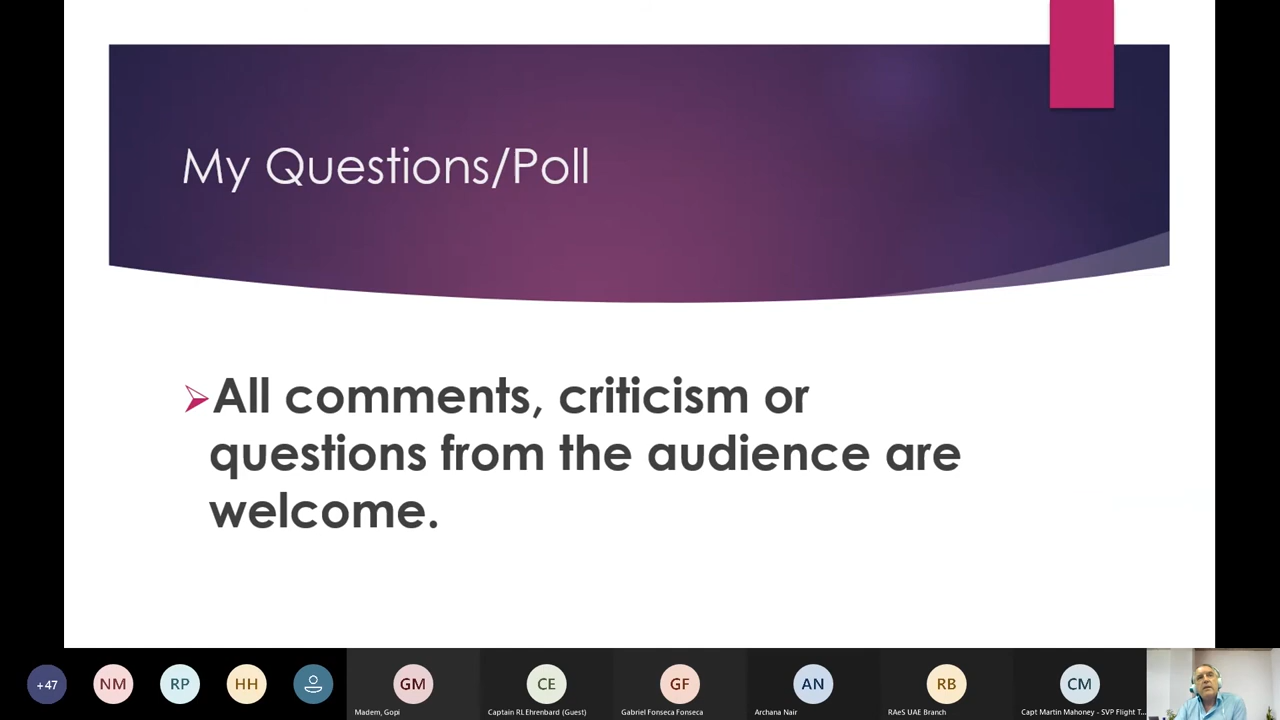 My Questions/Poll
All comments, criticism or
questions from the audience are
welcome.
+47
NM
RP
HH
GM
CE
GF
AN
RB
CM
Madem, Gopi
Captain RL Ehrenbard (Guest)
Gabriel Fonseca Fonseca
Archana Nair
RAeS UAE Branch
Capt Martin Mahoney - SVP Flight T...